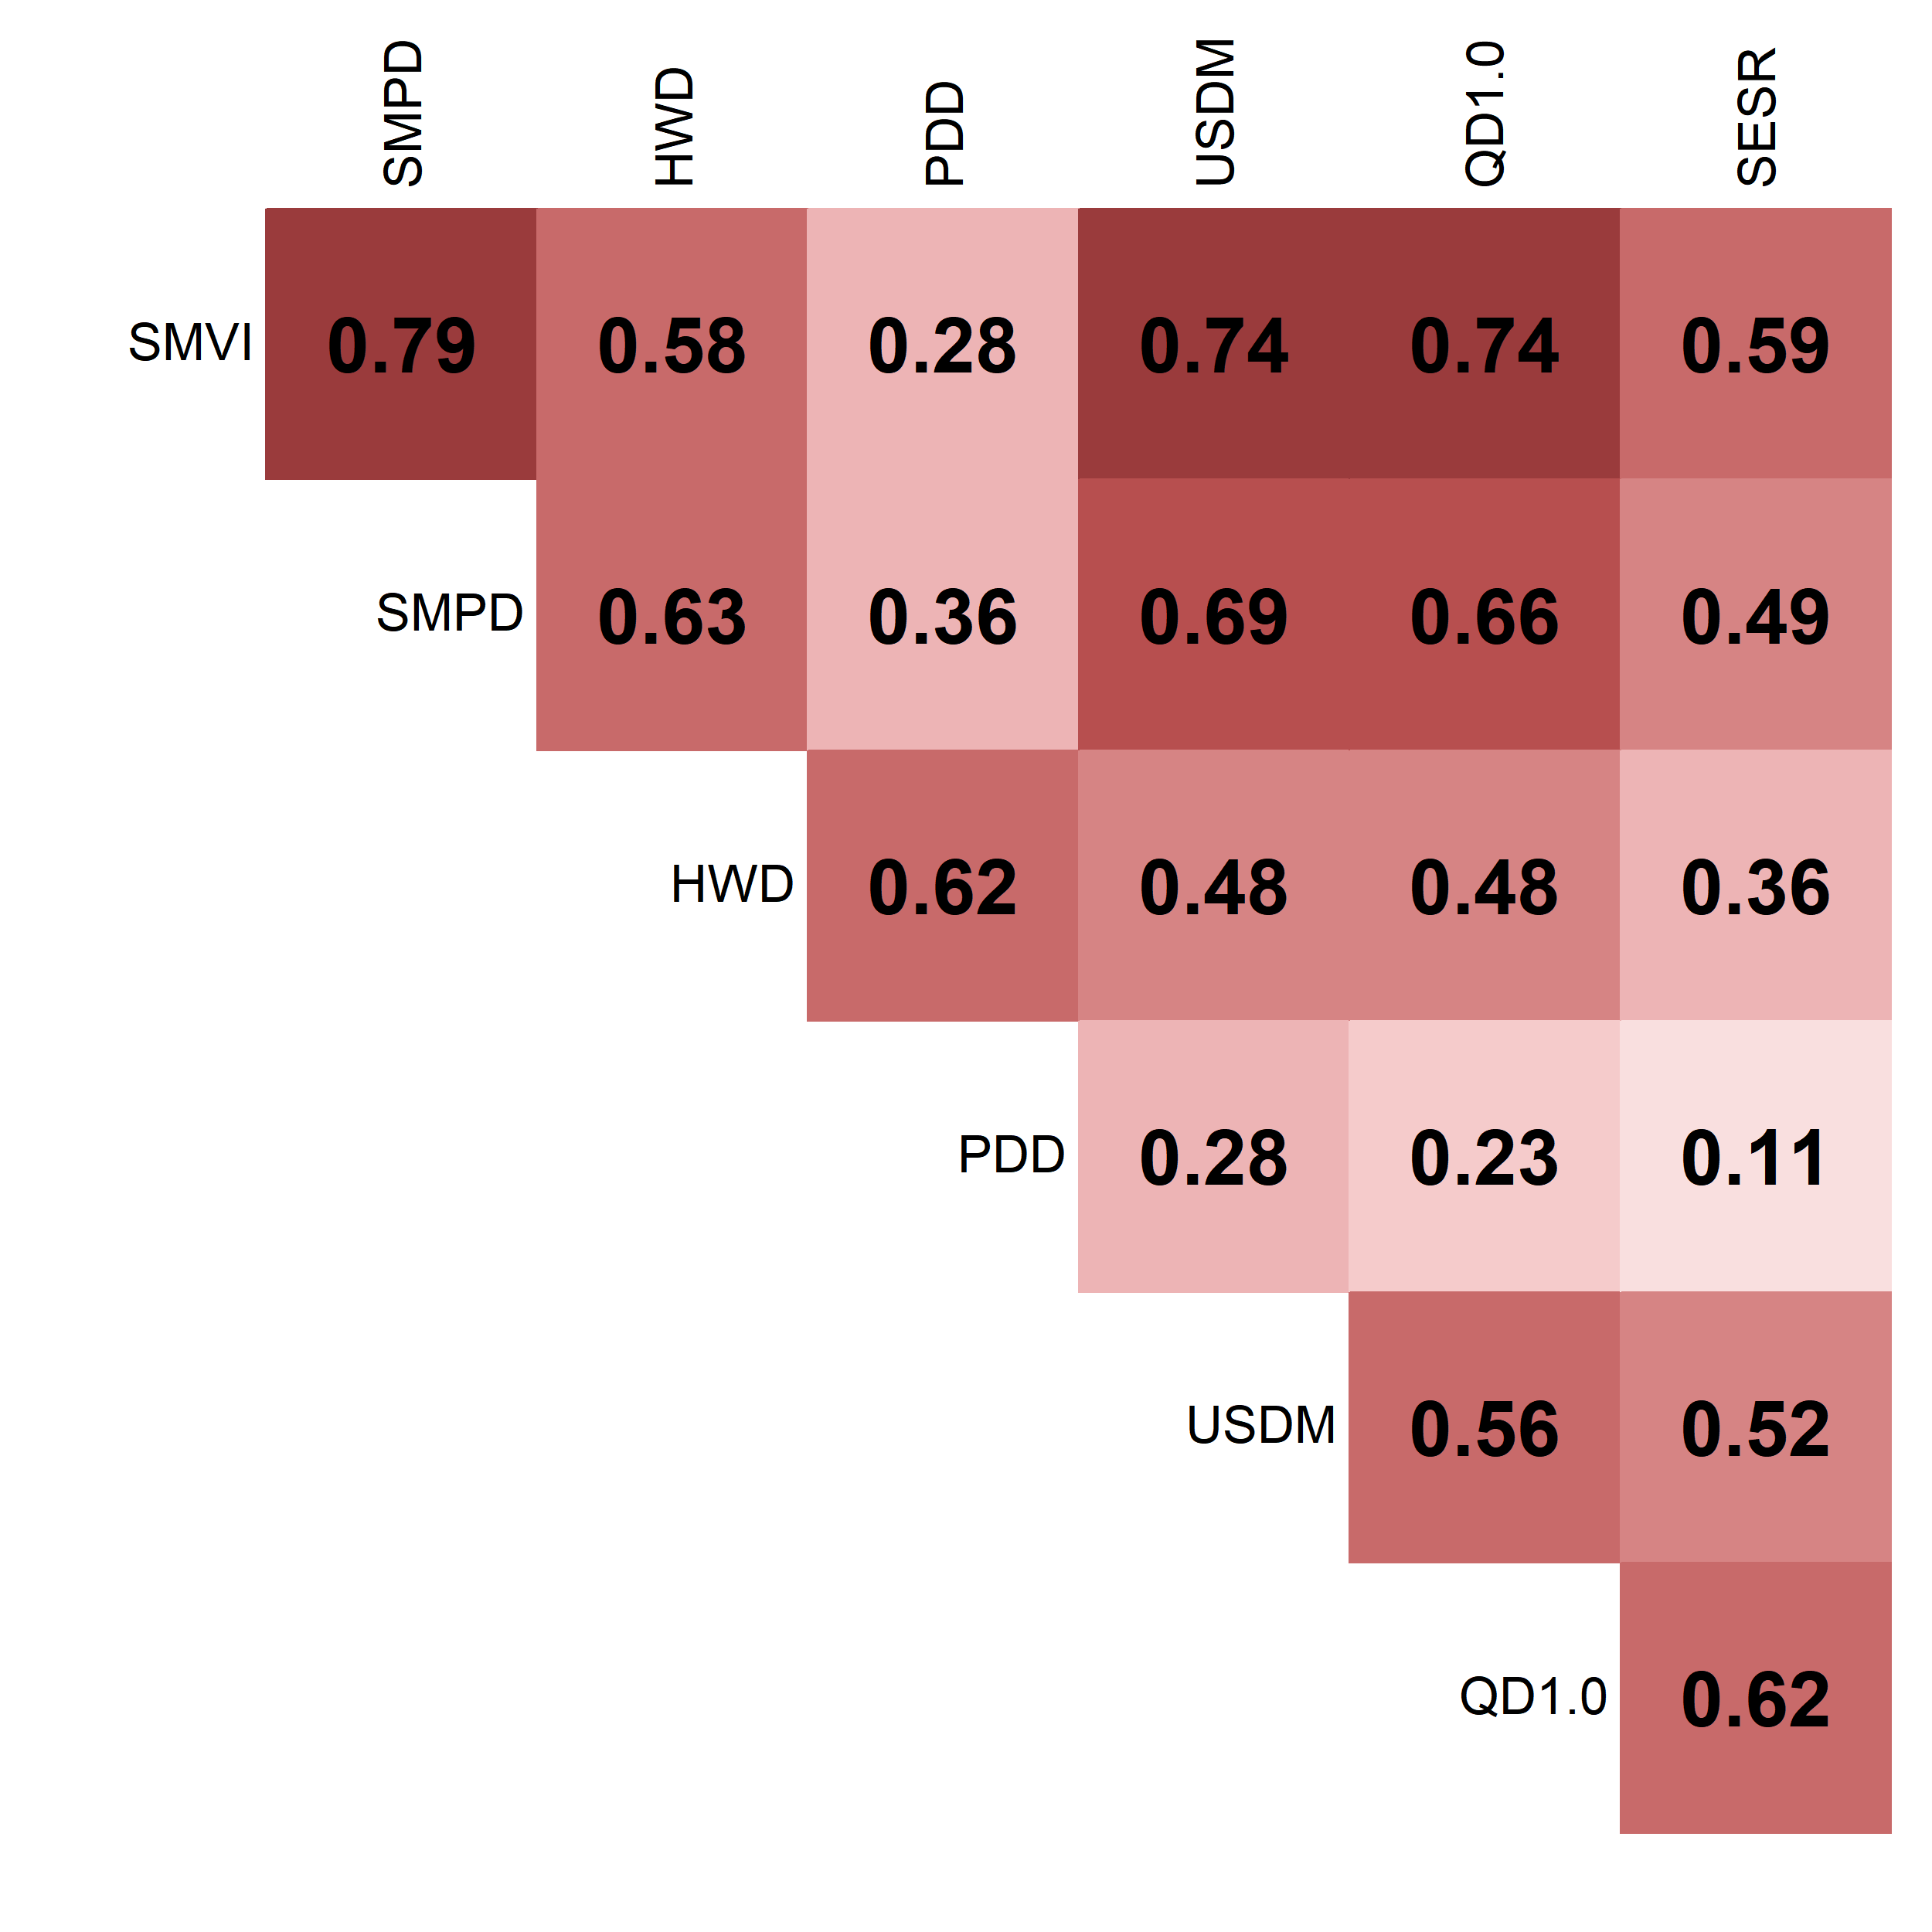 SMPD HWD PDD USDM QD1.0 SESR
SMVI 0.79 0.58 0.28 0.74 0.74 0.59
SMPD 0.63 0.36 0.69 0.66 0.49
HWD 0.62 0.48 0.48 0.36
PDD 0.28 0.23 0.11
USDM 0.56 0.52
QD1.0 0.62